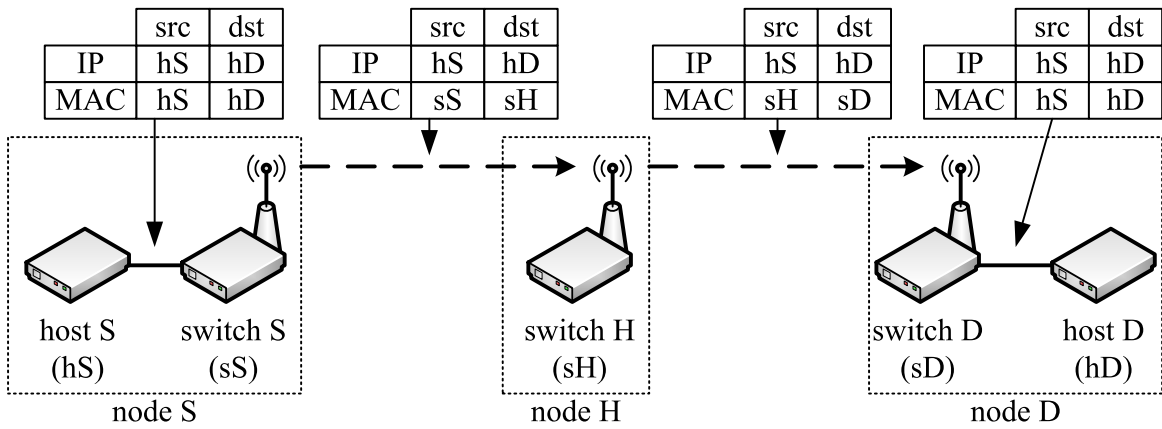 src dst src dst src dst src dst
IP hS hD IP hS hD IP hS hD IP hS hD
MAC hS hD MAC sS sH MAC sH sD MAC hS hD
host S switch S switch H switch D host D
(hS) (sS) (sH) (sD) (hD)
node S node H node D